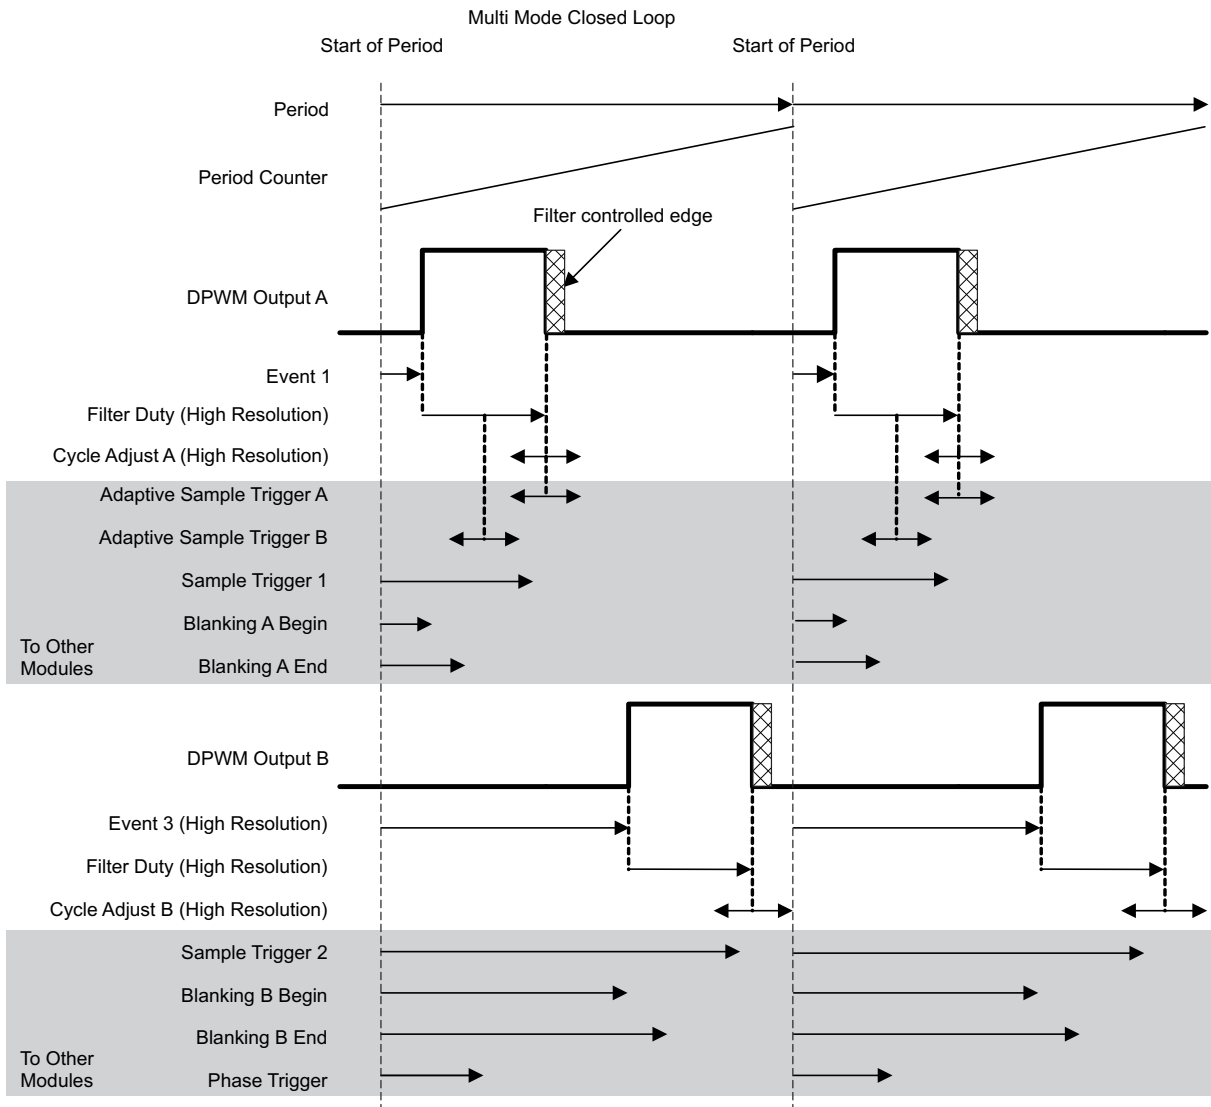 Multi Mode Closed Loop
Start of Period
Start of Period
Period
Period Counter
Filter controlled edge
DPWM Output A
Event 1
Filter Duty (High Resolution)
Cycle Adjust A (High Resolution)
Adaptive Sample Trigger A
Adaptive Sample Trigger B
Sample Trigger 1
Blanking A Begin
To Other
Modules
Blanking A End
DPWM Output B
Event 3 (High Resolution)
Filter Duty (High Resolution)
Cycle Adjust B (High Resolution)
Sample Trigger 2
Blanking B Begin
Blanking B End
To Other
Modules
Phase Trigger